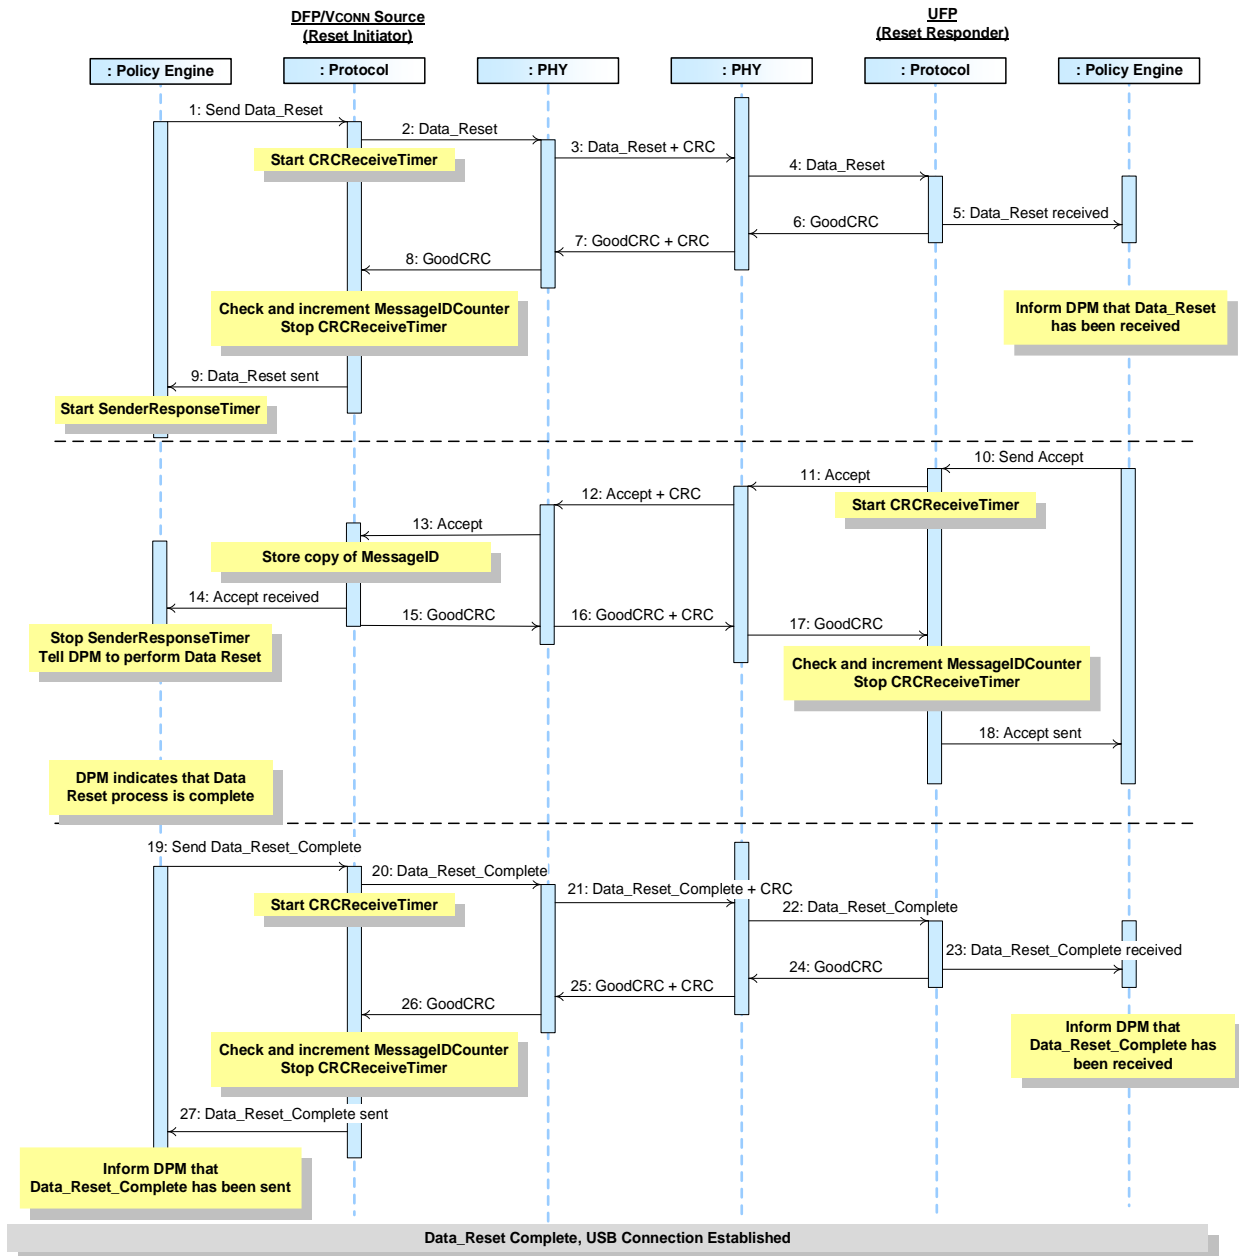 DFP/VCONN Source
(Reset Initiator)
UFP
(Reset Responder)
: Policy Engine
: Protocol
: PHY
: PHY
: Protocol
: Policy Engine
1: Send Data_Reset
2: Data_Reset
Start CRCReceiveTimer
3: Data_Reset + CRC
4: Data_Reset
5: Data_Reset received
6: GoodCRC
7: GoodCRC + CRC
8: GoodCRC
Check and increment MessageIDCounter
Stop CRCReceiveTimer
Inform DPM that Data_Reset
has been received
9: Data_Reset sent
Start SenderResponseTimer
10: Send Accept
11: Accept
Start CRCReceiveTimer
12: Accept + CRC
13: Accept
Store copy of MessageID
14: Accept received
15: GoodCRC
16: GoodCRC + CRC
17: GoodCRC
Stop SenderResponseTimer
Tell DPM to perform Data Reset
Check and increment MessageIDCounter
Stop CRCReceiveTimer
18: Accept sent
DPM indicates that Data
Reset process is complete
19: Send Data_Reset_Complete
20: Data_Reset_Complete
Start CRCReceiveTimer
21: Data_Reset_Complete + CRC
22: Data_Reset_Complete
23: Data_Reset_Complete received
24: GoodCRC
25: GoodCRC + CRC
26: GoodCRC
Check and increment MessageIDCounter
Stop CRCReceiveTimer
Inform DPM that
Data_Reset_Complete has
been received
27: Data_Reset_Complete sent
Inform DPM that
Data_Reset_Complete has been sent
Data_Reset Complete, USB Connection Established